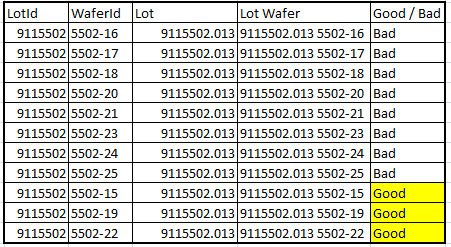 LotId WaferId Lot Lot Wafer Good / Bad
9115502 5502-16 9115502.013 9115502.013 5502-16 Bad
9115502 5502-17 9115502.013 9115502.013 5502-17 Bad
9115502 5502-18 9115502.013 9115502.013 5502-18 Bad
9115502 5502-20 9115502.013 9115502.013 5502-20 Bad
9115502 5502-21 9115502.013 9115502.013 5502-21 Bad
9115502 5502-23 9115502.013 9115502.013 5502-23 Bad
9115502 5502-24 9115502.013 9115502.013 5502-24 Bad
9115502 5502-25 9115502.013 9115502.013 5502-25 Bad
9115502 5502-15 9115502.013 9115502.013 5502-15 Good
9115502 5502-19 9115502.013 9115502.013 5502-19 Good
9115502 5502-22 9115502.013 9115502.013 5502-22 Good